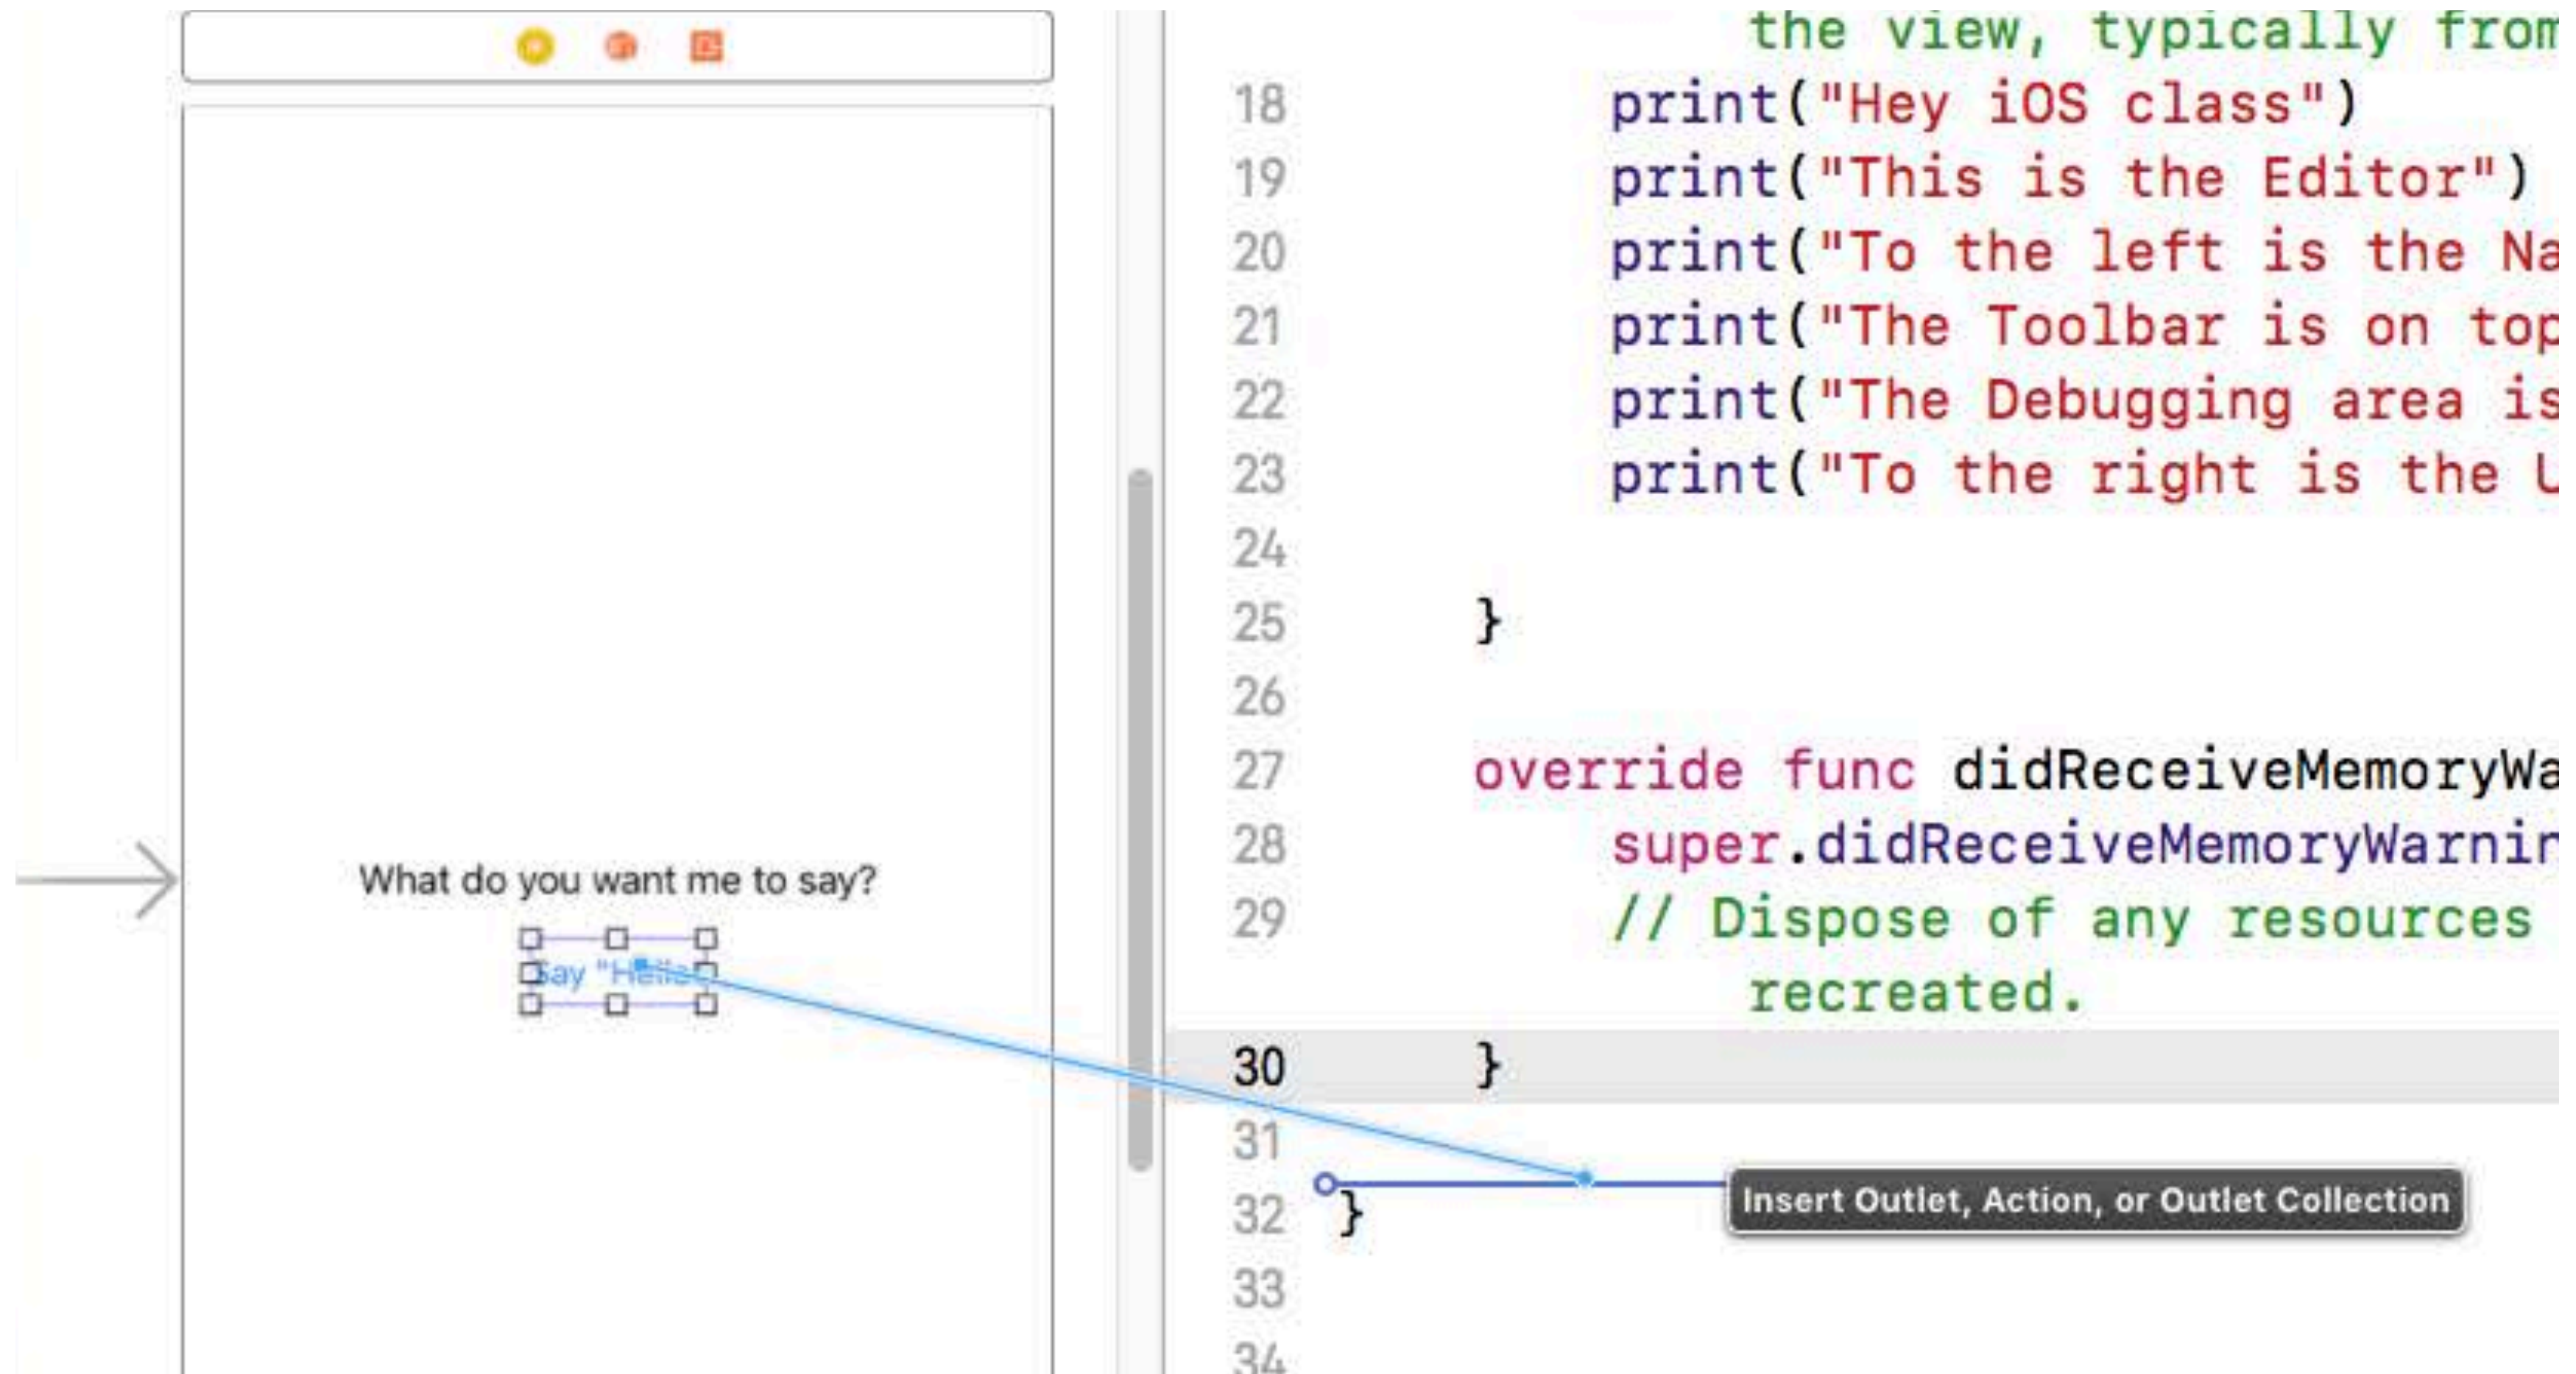 What do you want me to say?
Say "Hello"
the view, typically from
18 print("Hey iOS class")
19 print("This is the Editor")
20 print("To the left is the Na
21 print("The Toolbar is on top
22 print("The Debugging area is
23 print("To the right is the U
24
25 }
26
27 override func didReceiveMemoryWa
28 super.didReceiveMemoryWarnin
29 // Dispose of any resources
recreated.
30 }
31
32 }
Insert Outlet, Action, or Outlet Collection
33
34